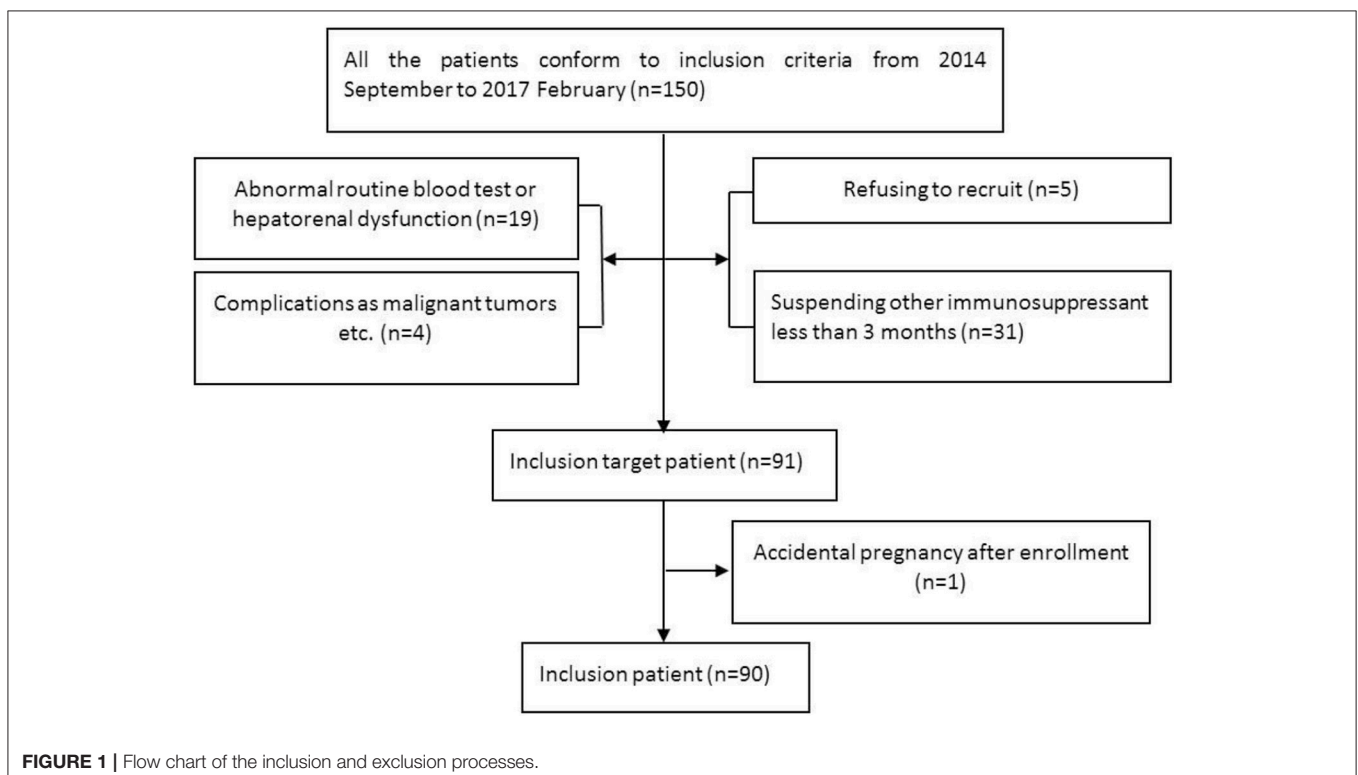 All the patients conform to inclusion criteria from 2014
September to 2017 February (n=150)
Abnormal routine blood test or
hepatorenal dysfunction (n=19)
Refusing to recruit (n=5)
Complications as malignant tumors
etc. (n=4)
Suspending other immunosuppressant
less than 3 months (n=31)
Inclusion target patient (n=91)
Accidental pregnancy after enrollment
(n=1)
Inclusion patient (n=90)
FIGURE 1 | Flow chart of the inclusion and exclusion processes.